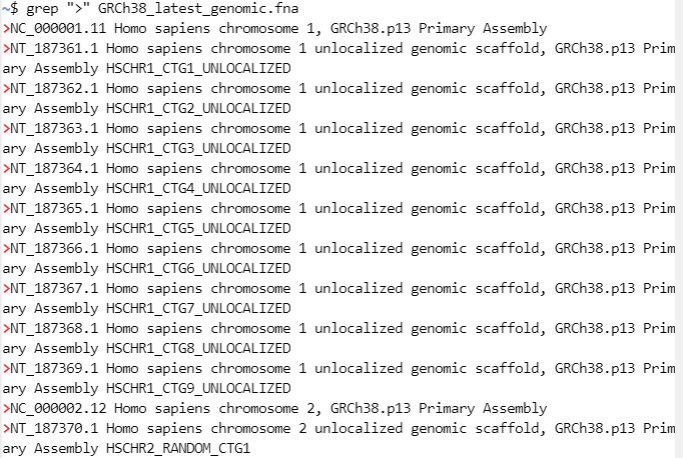 ~$ grep ">" GRCh38_latest_genomic.fna
>NC_000001.11 Homo sapiens chromosome 1, GRCh38.p13 Primary Assembly
>NT_187361.1 Homo sapiens chromosome 1 unlocalized genomic scaffold, GRCh38.p13 Prim
ary Assembly HSCHR1_CTG1_UNLOCALIZED
>NT_187362.1 Homo sapiens chromosome 1 unlocalized genomic scaffold, GRCh38.p13 Prim
ary Assembly HSCHR1_CTG2_UNLOCALIZED
>NT_187363.1 Homo sapiens chromosome 1 unlocalized genomic scaffold, GRCh38.p13 Prim
ary Assembly HSCHR1_CTG3_UNLOCALIZED
>NT_187364.1 Homo sapiens chromosome 1 unlocalized genomic scaffold, GRCh38.p13 Prim
ary Assembly HSCHR1_CTG4_UNLOCALIZED
>NT_187365.1 Homo sapiens chromosome 1 unlocalized genomic scaffold, GRCh38.p13 Prim
ary Assembly HSCHR1_CTG5_UNLOCALIZED
>NT_187366.1 Homo sapiens chromosome 1 unlocalized genomic scaffold, GRCh38.p13 Prim
ary Assembly HSCHR1_CTG6_UNLOCALIZED
>NT_187367.1 Homo sapiens chromosome 1 unlocalized genomic scaffold, GRCh38.p13 Prim
ary Assembly HSCHR1_CTG7_UNLOCALIZED
>NT_187368.1 Homo sapiens chromosome 1 unlocalized genomic scaffold, GRCh38.p13 Prim
ary Assembly HSCHR1_CTG8_UNLOCALIZED
>NT_187369.1 Homo sapiens chromosome 1 unlocalized genomic scaffold, GRCh38.p13 Prim
ary Assembly HSCHR1_CTG9_UNLOCALIZED
>NC_000002.12 Homo sapiens chromosome 2, GRCh38.p13 Primary Assembly
>NT_187370.1 Homo sapiens chromosome 2 unlocalized genomic scaffold, GRCh38.p13 Prim
ary Assembly HSCHR2_RANDOM_CTG1